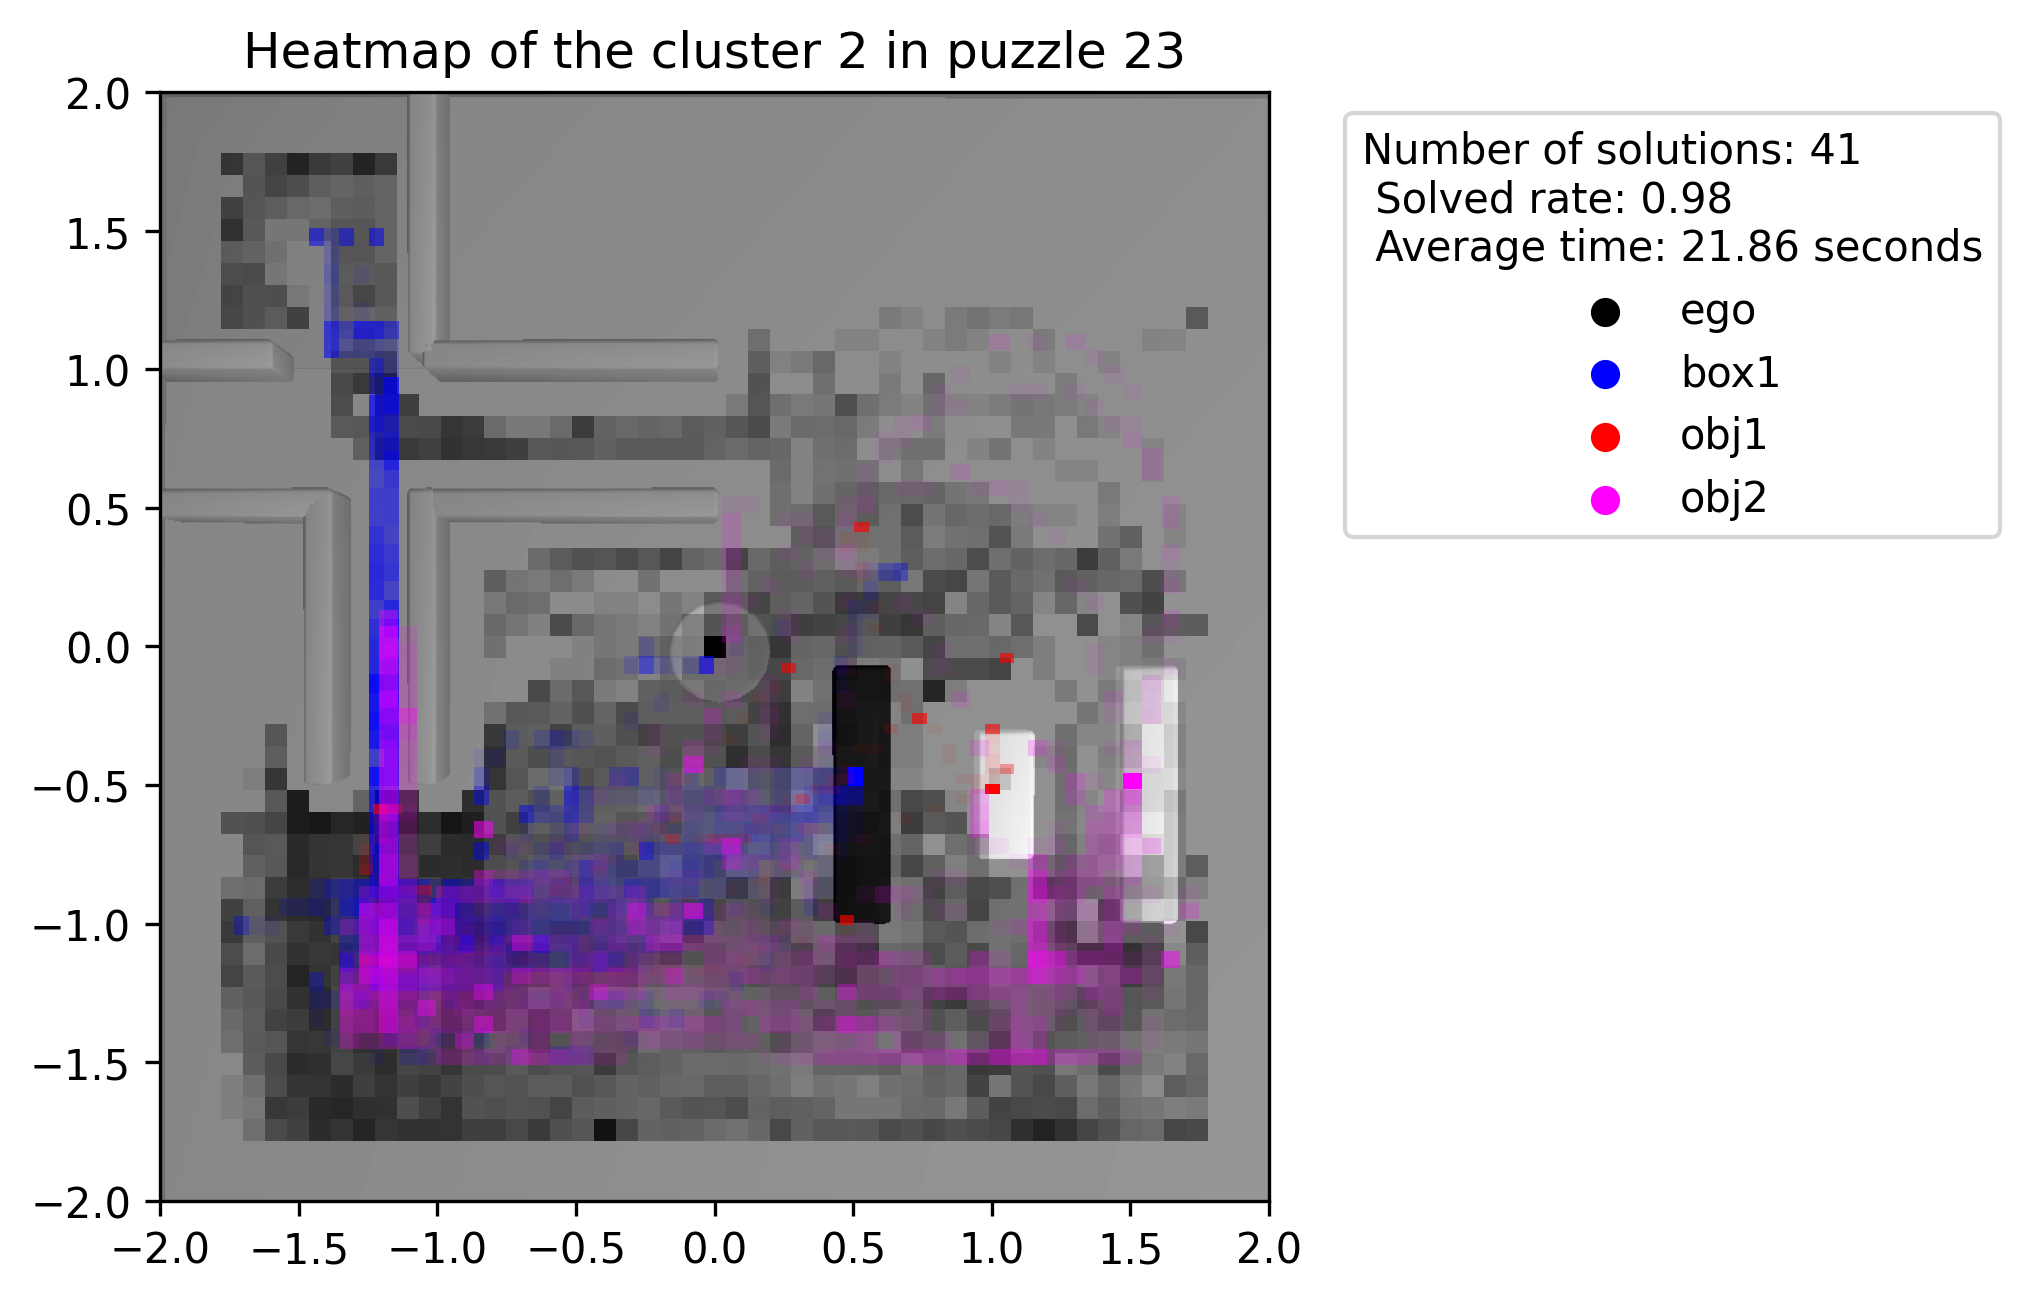 Heatmap of the cluster 2 in puzzle 23
Number of solutions: 41
Solved rate: 0.98
Average time: 21.86 seconds
ego
box1
obj1
obj2
2.0
1.5
1.0
0.5
0.0
−0.5
−1.0
−1.5
−2.0
−2.0
−1.5
−1.0
−0.5
0.0
0.5
1.0
1.5
2.0